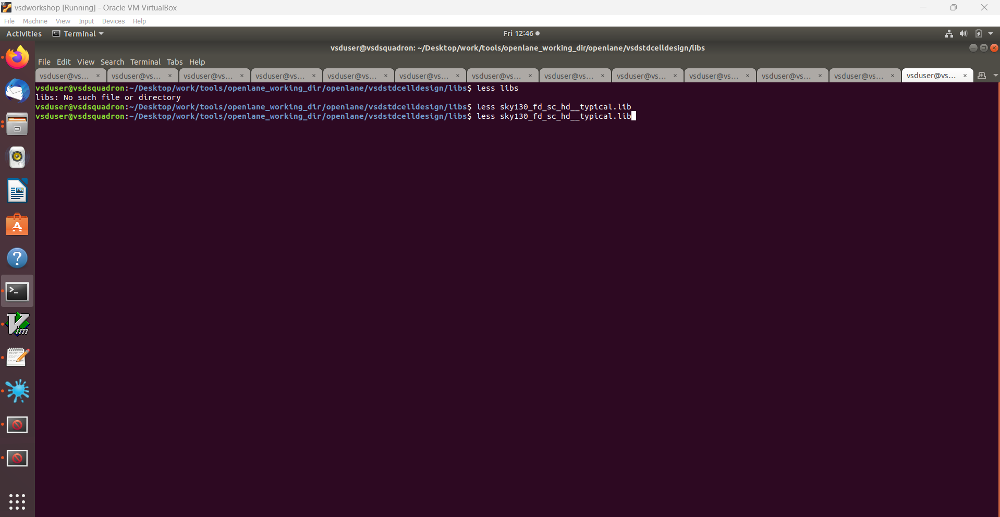 vsdworkshop [Running] - Oracle VM VirtualBox
File Machine View Input Devices Help
Activities Terminal Fri 12:46
vsduser@vsdsquadron: ~/Desktop/work/tools/openlane_working_dir/openlane/vsdstdcelldesign/libs
File Edit View Search Terminal Tabs Help
vsduser@vs... × vsduser@vs... × vsduser@vs... × vsduser@vs... × vsduser@vs... × vsduser@vs... × vsduser@vs... × vsduser@vs... × vsduser@vs... × vsduser@vs... × vsduser@vs... × vsduser@vs... × vsduser@vs... ×
vsduser@vsdsquadron:~/Desktop/work/tools/openlane_working_dir/openlane/vsdstdcelldesign/libs$ less libs
libs: No such file or directory
vsduser@vsdsquadron:~/Desktop/work/tools/openlane_working_dir/openlane/vsdstdcelldesign/libs$ less sky130_fd_sc_hd__typical.lib
vsduser@vsdsquadron:~/Desktop/work/tools/openlane_working_dir/openlane/vsdstdcelldesign/libs$ less sky130_fd_sc_hd__typical.lib